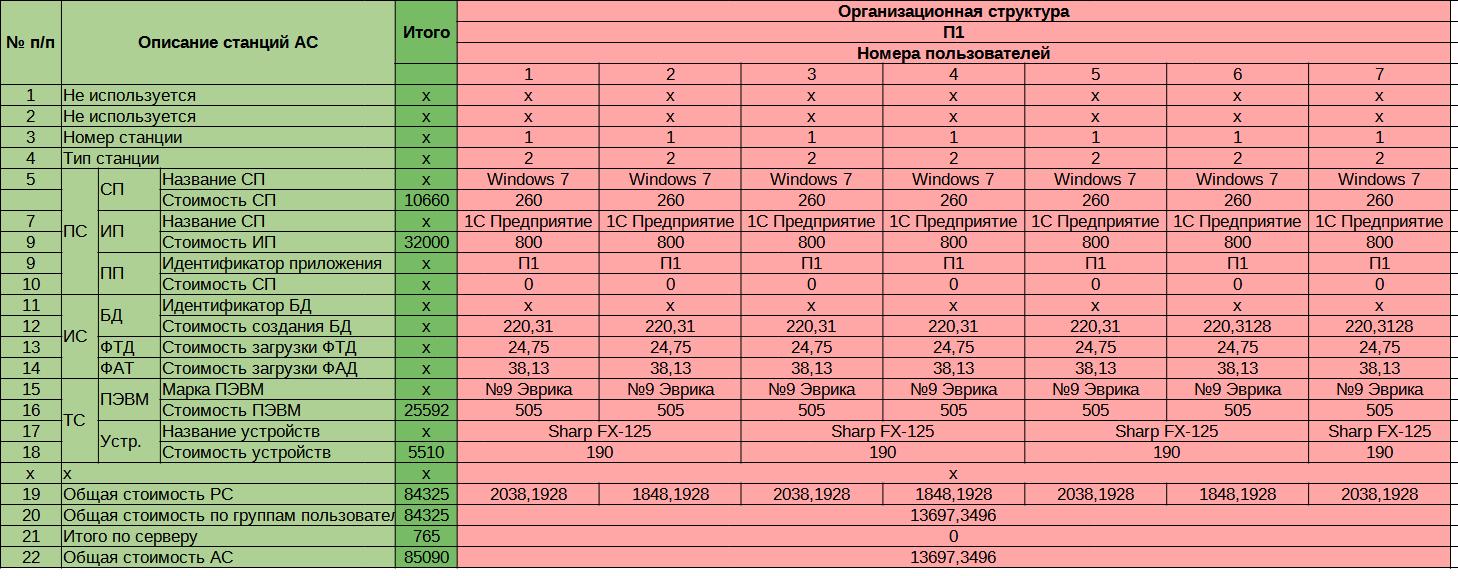 Организационная структура
П1
№ п/п Описание станций АС Итого
Номера пользователей
1 2 3 4 5 6 7
1 Не используется x x x x x x x x
2 Не используется x x x x x x x x
3 Номер станции x 1 1 1 1 1 1 1
4 Тип станции x 2 2 2 2 2 2 2
5 ПС СП Название СП x Windows 7 Windows 7 Windows 7 Windows 7 Windows 7 Windows 7 Windows 7
Стоимость СП 10660 260 260 260 260 260 260 260
7 ИП Название СП x 1С Предприятие 1С Предприятие 1С Предприятие 1С Предприятие 1С Предприятие 1С Предприятие 1С Предприятие
9 Стоимость ИП 32000 800 800 800 800 800 800 800
9 ПП Идентификатор приложения x П1 П1 П1 П1 П1 П1 П1
10 Стоимость СП x 0 0 0 0 0 0 0
11 ИС БД Идентификатор БД x x x x x x x x
12 Стоимость создания БД x 220,31 220,31 220,31 220,31 220,31 220,3128 220,3128
13 ФТД Стоимость загрузки ФТД x 24,75 24,75 24,75 24,75 24,75 24,75 24,75
14 ФАТ Стоимость загрузки ФАД x 38,13 38,13 38,13 38,13 38,13 38,13 38,13
15 ТС ПЭВМ Марка ПЭВМ x №9 Эврика №9 Эврика №9 Эврика №9 Эврика №9 Эврика №9 Эврика №9 Эврика
16 Стоимость ПЭВМ 25592 505 505 505 505 505 505 505
17 Устр. Название устройств x Sharp FX-125 Sharp FX-125 Sharp FX-125 Sharp FX-125
18 Стоимость устройств 5510 190 190 190 190
x x x x
19 Общая стоимость РС 84325 2038,1928 1848,1928 2038,1928 1848,1928 2038,1928 1848,1928 2038,1928
20 Общая стоимость по группам пользовател 84325 13697,3496
21 Итого по серверу 765 0
22 Общая стоимость АС 85090 13697,3496